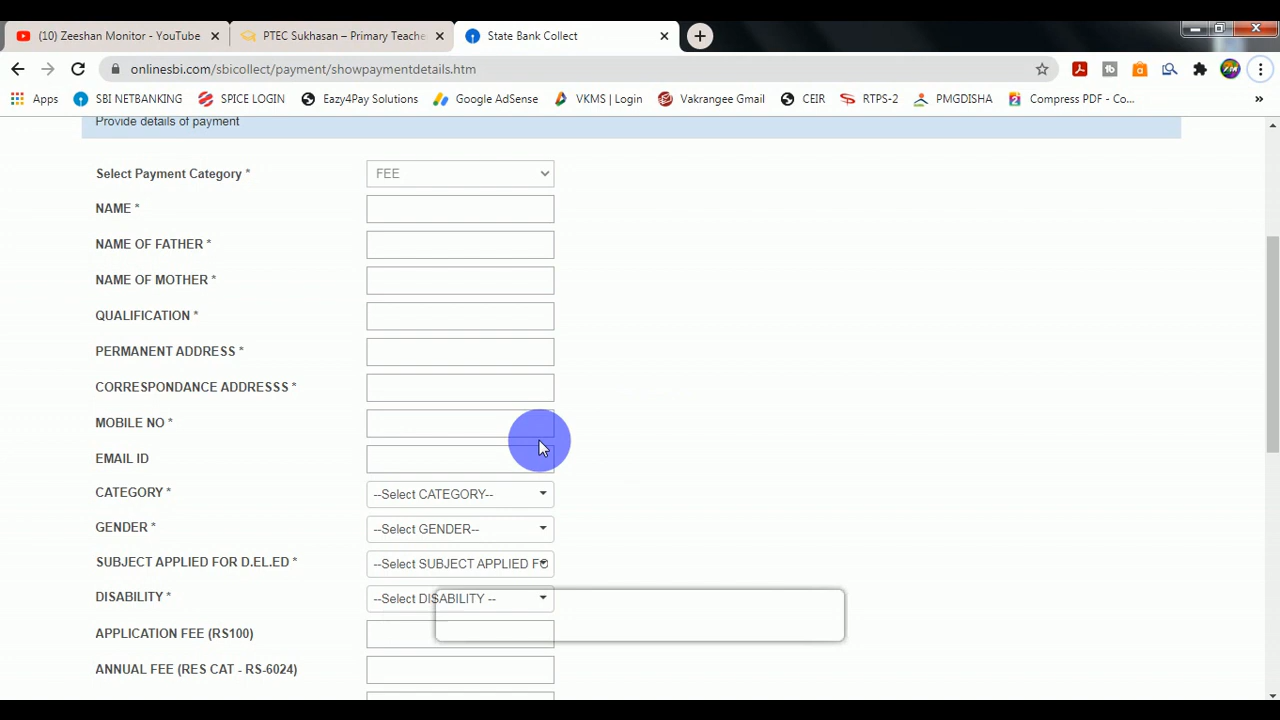 (10) Zeeshan Monitor - YouTube
PTEC Sukhasan – Primary Teache
State Bank Collect
onlinesbi.com/sbicollect/payment/showpaymentdetails.htm
Apps SBI NETBANKING SPICE LOGIN Eazy4Pay Solutions Google AdSense VKMS | Login Vakrangee Gmail CEIR RTPS-2 PMGDISHA Compress PDF - Co... »
Provide details of payment
Select Payment Category * FEE
NAME *
NAME OF FATHER *
NAME OF MOTHER *
QUALIFICATION *
PERMANENT ADDRESS *
CORRESPONDANCE ADDRESSS *
MOBILE NO *
EMAIL ID
CATEGORY * --Select CATEGORY--
GENDER * --Select GENDER--
SUBJECT APPLIED FOR D.EL.ED * --Select SUBJECT APPLIED FO
DISABILITY * --Select DISABILITY --
APPLICATION FEE (RS100)
ANNUAL FEE (RES CAT - RS-6024)